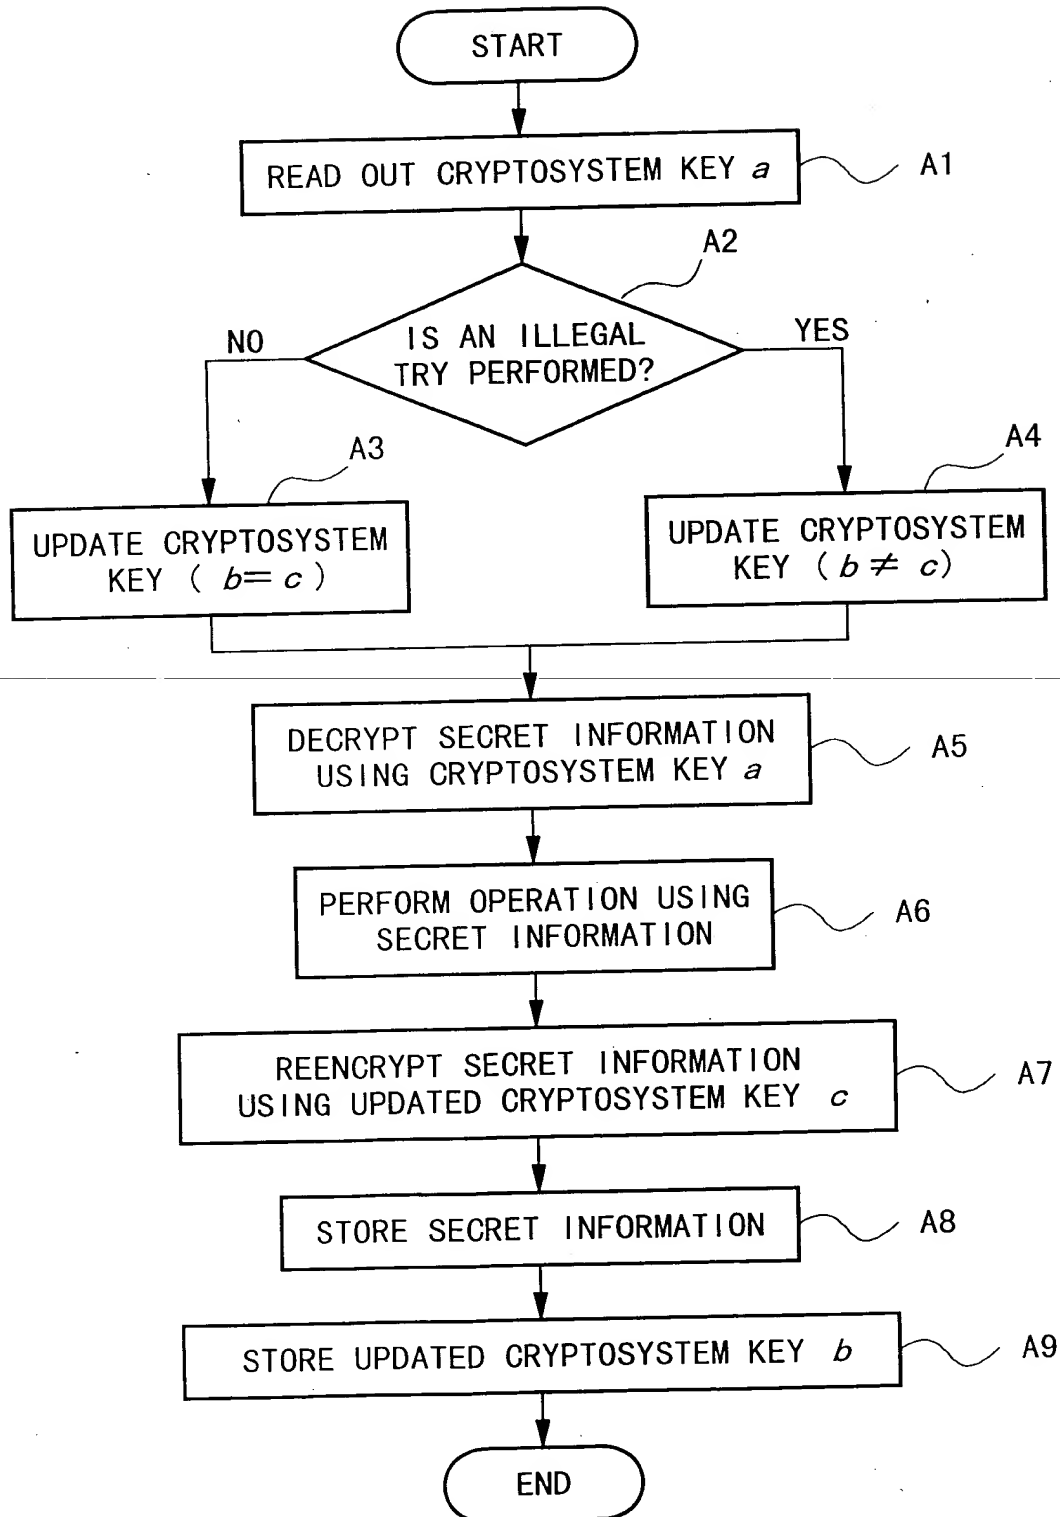 START
READ OUT CRYPTOSYSTEM KEY a
A1
A2
IS AN ILLEGAL
TRY PERFORMED?
NO
YES
A3
A4
UPDATE CRYPTOSYSTEM
KEY ( b = c )
UPDATE CRYPTOSYSTEM
KEY ( b ≠ c )
DECRYPT SECRET INFORMATION
USING CRYPTOSYSTEM KEY a
A5
PERFORM OPERATION USING
SECRET INFORMATION
A6
REENCRYPT SECRET INFORMATION
USING UPDATED CRYPTOSYSTEM KEY c
A7
STORE SECRET INFORMATION
A8
STORE UPDATED CRYPTOSYSTEM KEY b
A9
END